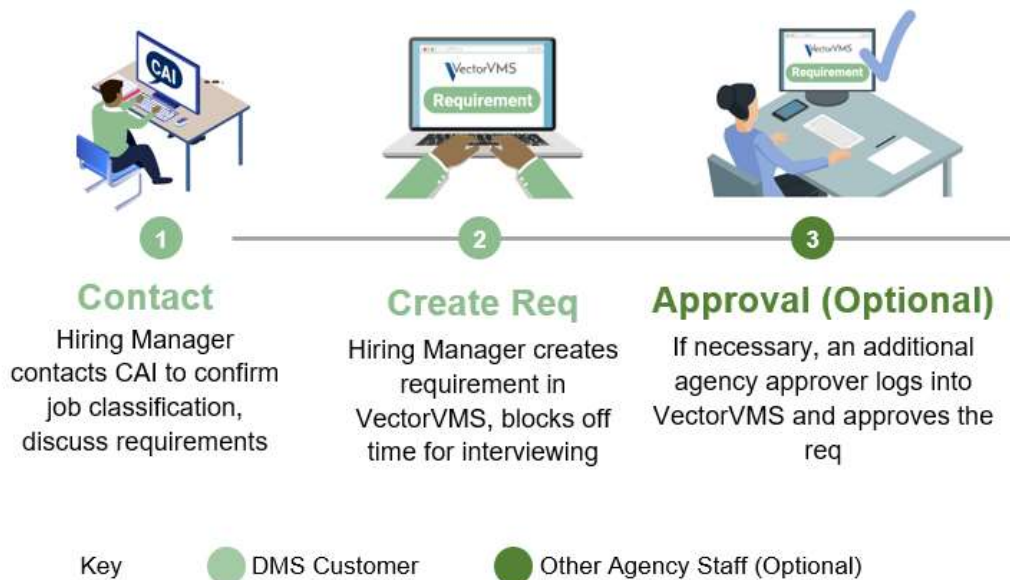 CAI
VectorVMS
Requirement
VectorVMS
Requirement
1
2
3
Contact
Hiring Manager
contacts CAI to confirm
job classification,
discuss requirements
Create Req
Hiring Manager creates
requirement in
VectorVMS, blocks off
time for interviewing
Approval (Optional)
If necessary, an additional
agency approver logs into
VectorVMS and approves the
req
Key
DMS Customer
Other Agency Staff (Optional)